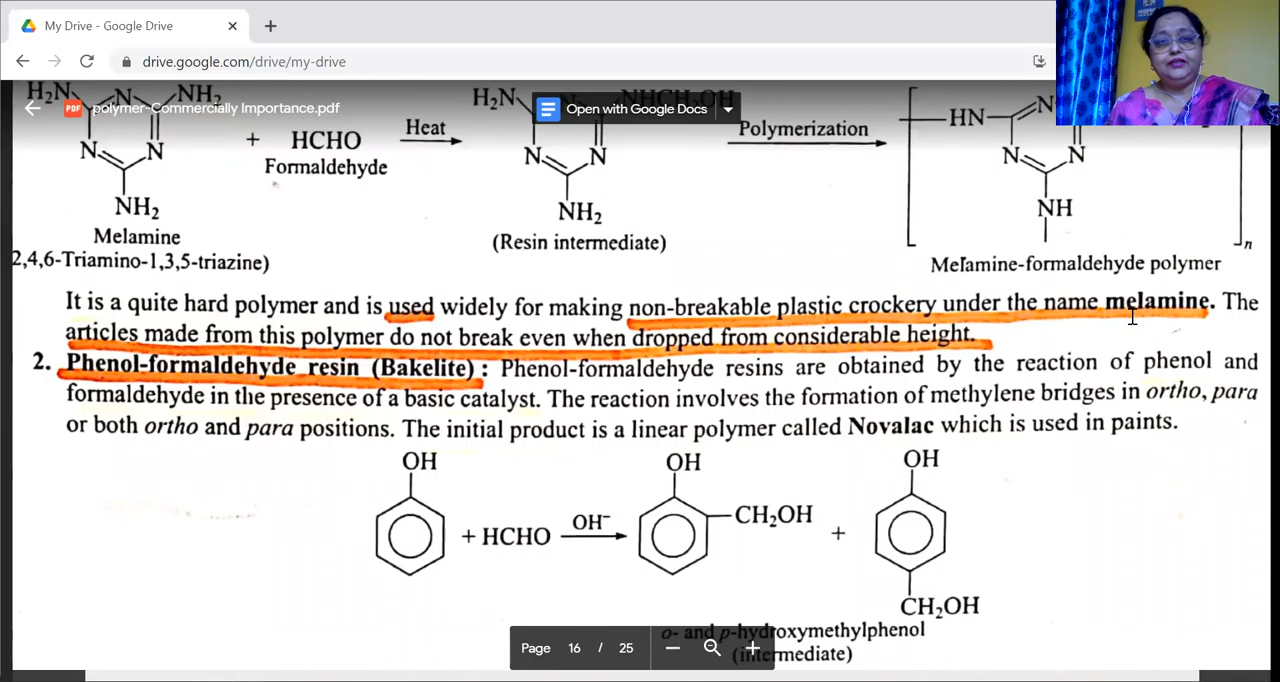 My Drive - Google Drive
drive.google.com/drive/my-drive
polymer-Commercially Importance.pdf
Open with Google Docs
H₂N NH₂ H₂N NHCH₂OH
N N
+ HCHO Heat Polymerization HN N
Formaldehyde
N N N N N N
NH₂ NH₂ NH
Melamine (Resin intermediate) n
2,4,6-Triamino-1,3,5-triazine) Melamine-formaldehyde polymer
It is a quite hard polymer and is used widely for making non-breakable plastic crockery under the name melamine. The
articles made from this polymer do not break even when dropped from considerable height.
2. Phenol-formaldehyde resin (Bakelite) : Phenol-formaldehyde resins are obtained by the reaction of phenol and
formaldehyde in the presence of a basic catalyst. The reaction involves the formation of methylene bridges in ortho, para
or both ortho and para positions. The initial product is a linear polymer called Novalac which is used in paints.
OH OH OH
+ HCHO OH⁻ CH₂OH +
CH₂OH
o- and p-hydroxymethylphenol
(intermediate)
Page 16 / 25